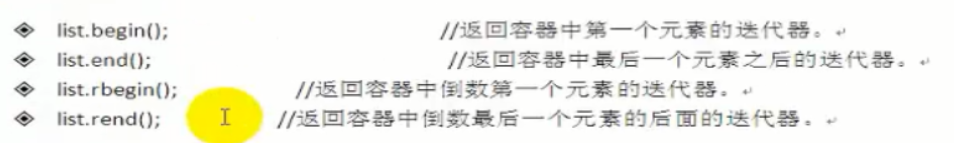 list.begin(); //返回容器中第一个元素的迭代器。
list.end(); //返回容器中最后一个元素之后的迭代器。
list.rbegin(); //返回容器中倒数第一个元素的迭代器。
list.rend(); //返回容器中倒数最后一个元素的后面的迭代器。